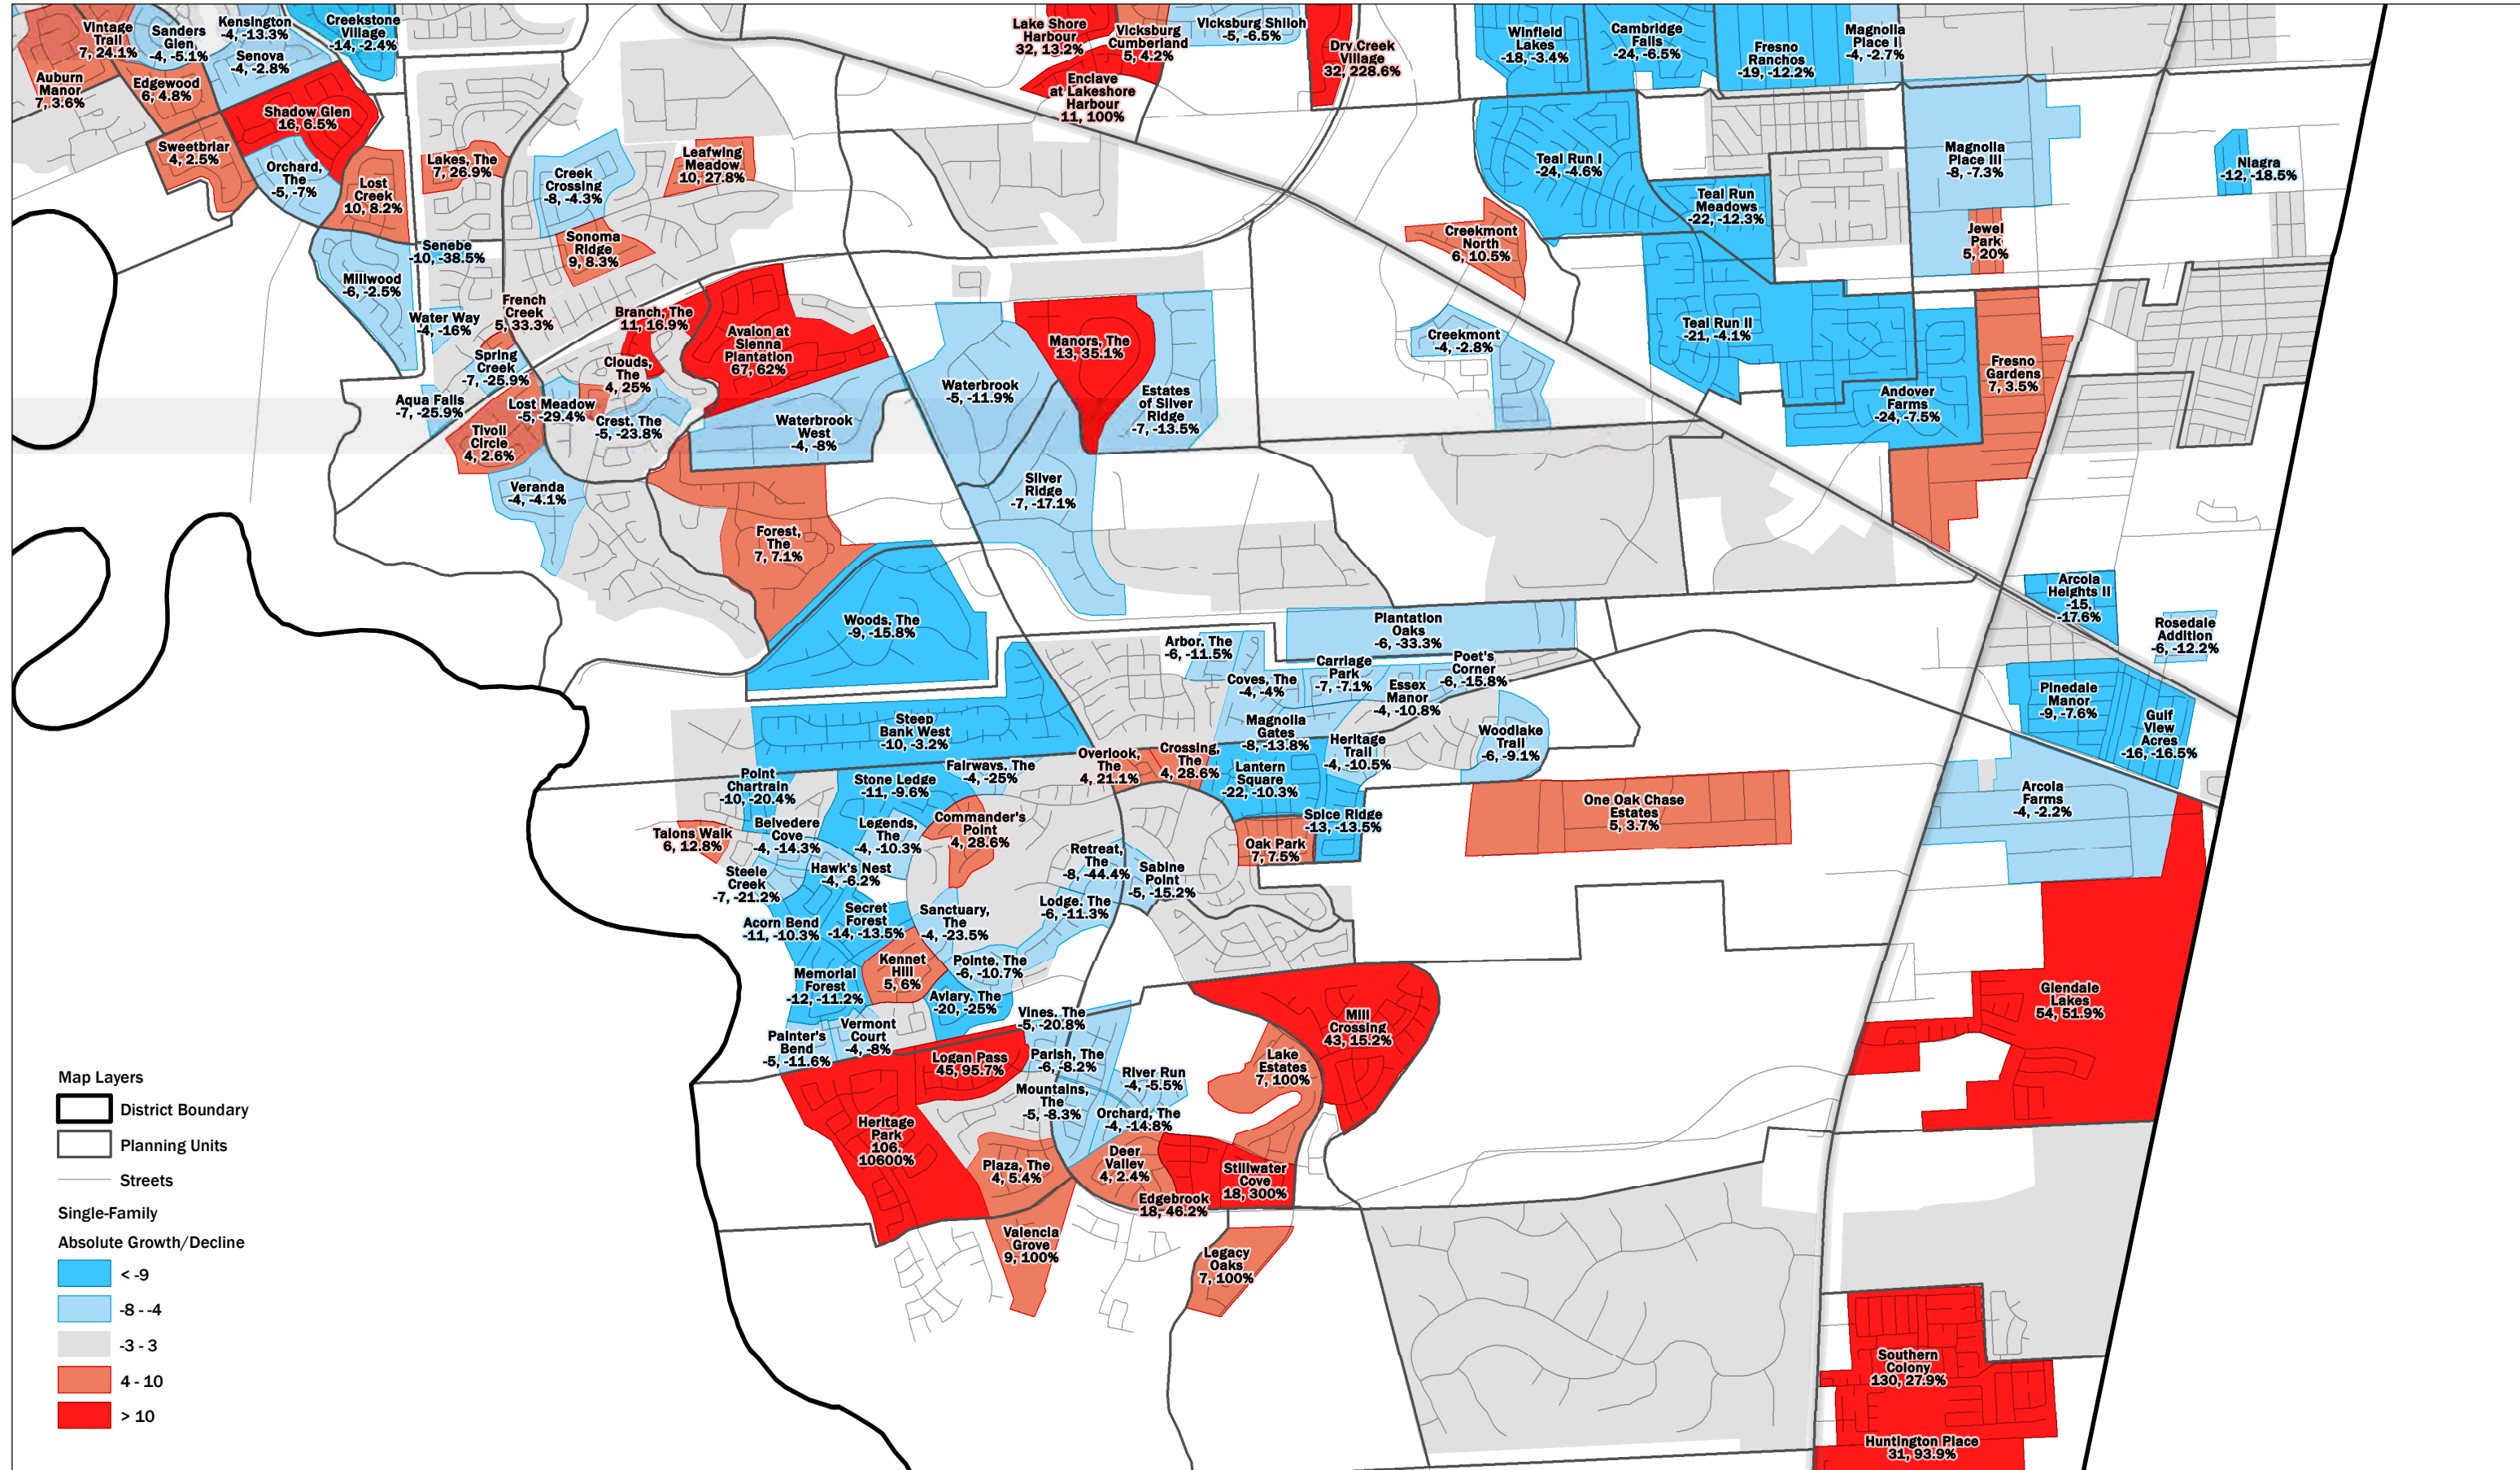 Vintage
Trail
7, 24.1%
Sanders
Glen
-4, -5.1%
Kensington
-4, -13.3%
Creekstone
Village
-14, -2.4%
Senova
-4, -2.8%
Auburn
Manor
7, 3.6%
Edgewood
6, 4.8%
Shadow Glen
16, 6.5%
Sweetbriar
4, 2.5%
Orchard,
The
-5, -7%
Lost
Creek
10, 8.2%
Lakes, The
7, 26.9%
Creek
Crossing
-8, -4.3%
Leafwing
Meadow
10, 27.8%
Sonoma
Ridge
9, 8.3%
Senebe
-10, -38.5%
Millwood
-6, -2.5%
Water Way
-4, -16%
French
Creek
5, 33.3%
Spring
Creek
-7, -25.9%
Aqua Falls
-7, -25.9%
Lost Meadow
-5, -29.4%
Tivoli
Circle
4, 2.6%
Branch, The
11, 16.9%
Clouds,
The
4, 25%
Crest, The
-5, -23.8%
Avalon at
Sienna
Plantation
67, 62%
Waterbrook
West
-4, -8%
Veranda
-4, -4.1%
Forest,
The
7, 7.1%
Woods, The
-9, -15.8%
Lake Shore
Harbour
32, 13.2%
Vicksburg
Cumberland
5, 4.2%
Vicksburg Shiloh
-5, -6.5%
Enclave
at Lakeshore
Harbour
11, 100%
Dry Creek
Village
32, 228.6%
Winfield
Lakes
-18, -3.4%
Cambridge
Falls
-24, -6.5%
Fresno
Ranchos
-19, -12.2%
Magnolia
Place II
-4, -2.7%
Teal Run I
-24, -4.6%
Teal Run
Meadows
-22, -12.3%
Magnolia
Place III
-8, -7.3%
Niagra
-12, -18.5%
Jewel
Park
5, 20%
Creekmont
North
6, 10.5%
Creekmont
-4, -2.8%
Teal Run II
-21, -4.1%
Andover
Farms
-24, -7.5%
Fresno
Gardens
7, 3.5%
Waterbrook
-5, -11.9%
Manors, The
13, 35.1%
Estates
of Silver
Ridge
-7, -13.5%
Silver
Ridge
-7, -17.1%
Arcola
Heights II
-15,
-17.6%
Rosedale
Addition
-6, -12.2%
Pinedale
Manor
-9, -7.6%
Gulf
View
Acres
-16, -16.5%
Arcola
Farms
-4, -2.2%
Plantation
Oaks
-6, -33.3%
Arbor, The
-6, -11.5%
Coves, The
-4, -4%
Carriage
Park
-7, -7.1%
Poet's
Corner
-6, -15.8%
Essex
Manor
-4, -10.8%
Magnolia
Gates
-8, -13.8%
Heritage
Trail
-4, -10.5%
Woodlake
Trail
-6, -9.1%
Steep
Bank West
-10, -3.2%
Overlook,
The
4, 21.1%
Crossing,
The
4, 28.6%
Lantern
Square
-22, -10.3%
Spice Ridge
-13, -13.5%
Oak Park
7, 7.5%
One Oak Chase
Estates
5, 3.7%
Point
Chartrain
-10, -20.4%
Stone Ledge
-11, -9.6%
Fairways, The
-4, -25%
Talons Walk
6, 12.8%
Belvedere
Cove
-4, -14.3%
Legends,
The
-4, -10.3%
Commander's
Point
4, 28.6%
Hawk's Nest
-4, -6.2%
Steele
Creek
-7, -21.2%
Retreat,
The
-8, -44.4%
Sabine
Point
-5, -15.2%
Lodge, The
-6, -11.3%
Acorn Bend
-11, -10.3%
Secret
Forest
-14, -13.5%
Sanctuary,
The
-4, -23.5%
Kennet
Hill
5, 6%
Pointe, The
-6, -10.7%
Memorial
Forest
-12, -11.2%
Aviary, The
-20, -25%
Painter's
Bend
-5, -11.6%
Vermont
Court
-4, -8%
Vines, The
-5, -20.8%
Logan Pass
45, 95.7%
Parish, The
-6, -8.2%
River Run
-4, -5.5%
Mountains,
The
-5, -8.3%
Orchard, The
-4, -14.8%
Lake
Estates
7, 100%
Mill
Crossing
43, 15.2%
Glendale
Lakes
54, 51.9%
Heritage
Park
106,
10600%
Plaza, The
4, 5.4%
Deer
Valley
4, 2.4%
Stillwater
Cove
18, 300%
Edgebrook
18, 46.2%
Valencia
Grove
9, 100%
Legacy
Oaks
7, 100%
Southern
Colony
130, 27.9%
Huntington Place
31, 93.9%
Map Layers
District Boundary
Planning Units
Streets
Single-Family
Absolute Growth/Decline
< -9
-8 - -4
-3 - 3
4 - 10
> 10